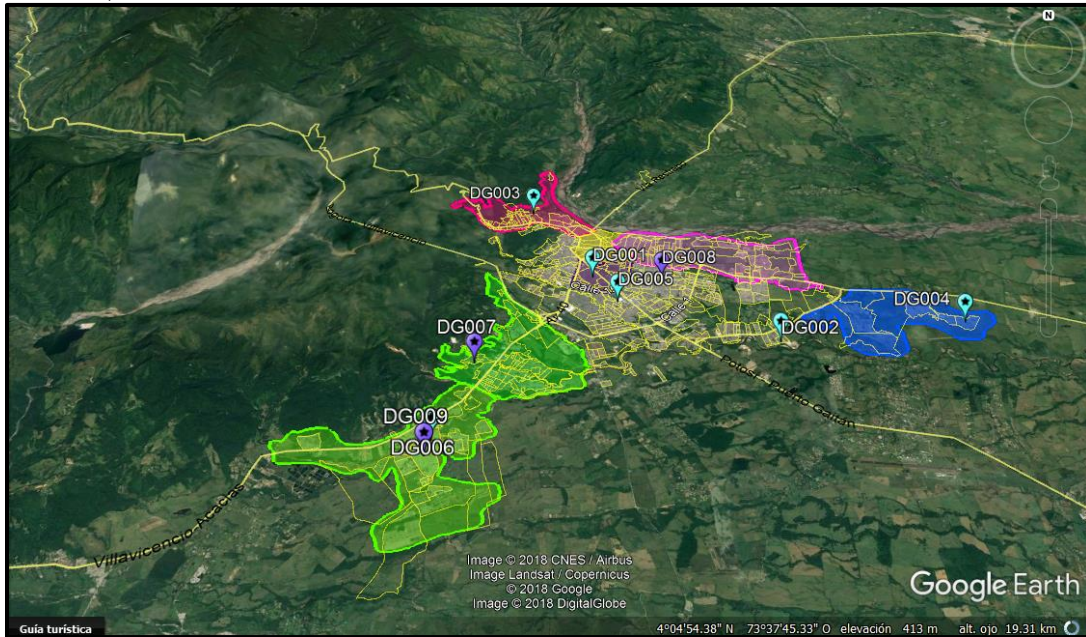 N
DG003
DG001
DG008
DG005
DG004
DG002
DG007
DG009
DG006
Villavicencio-Acacias
Image © 2018 CNES / Airbus
Image Landsat / Copernicus
© 2018 Google
Image © 2018 DigitalGlobe
Google Earth
Guía turística
4°04'54.38" N 73°37'45.33" O elevación 413 m alt. ojo 19.31 km